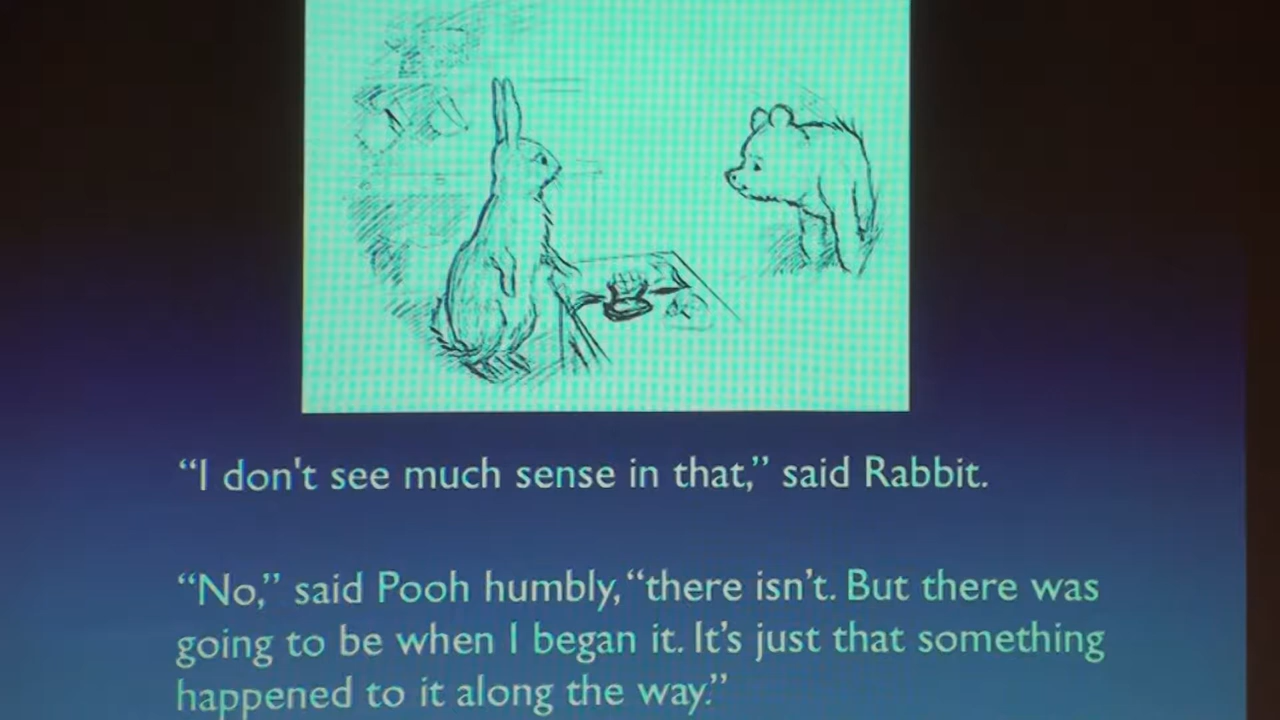 “I don't see much sense in that,” said Rabbit.
“No,” said Pooh humbly, “there isn’t. But there was
going to be when I began it. It’s just that something
happened to it along the way.”